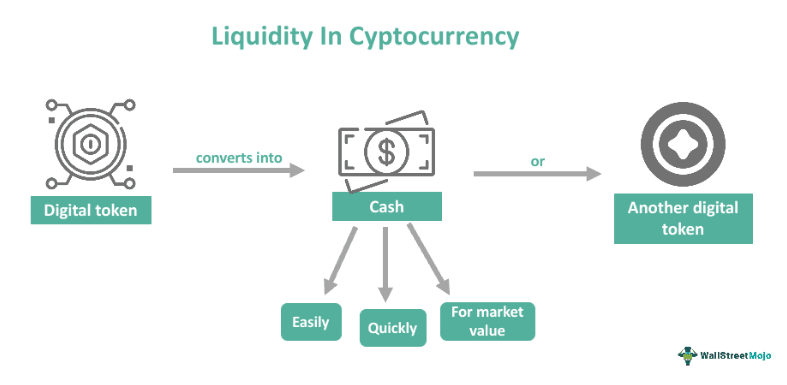 Liquidity In Cyptocurrency
converts into
or
$
Digital token
Cash
Another digital
token
Easily
Quickly
For market
value
WallStreetMojo